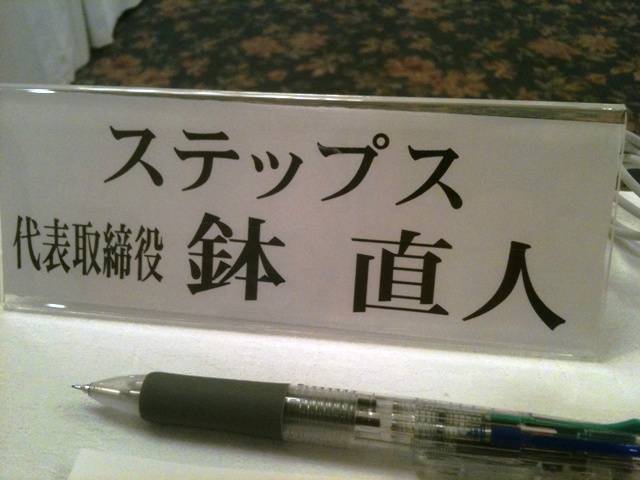 ステップス
代表取締役 鉢 直人